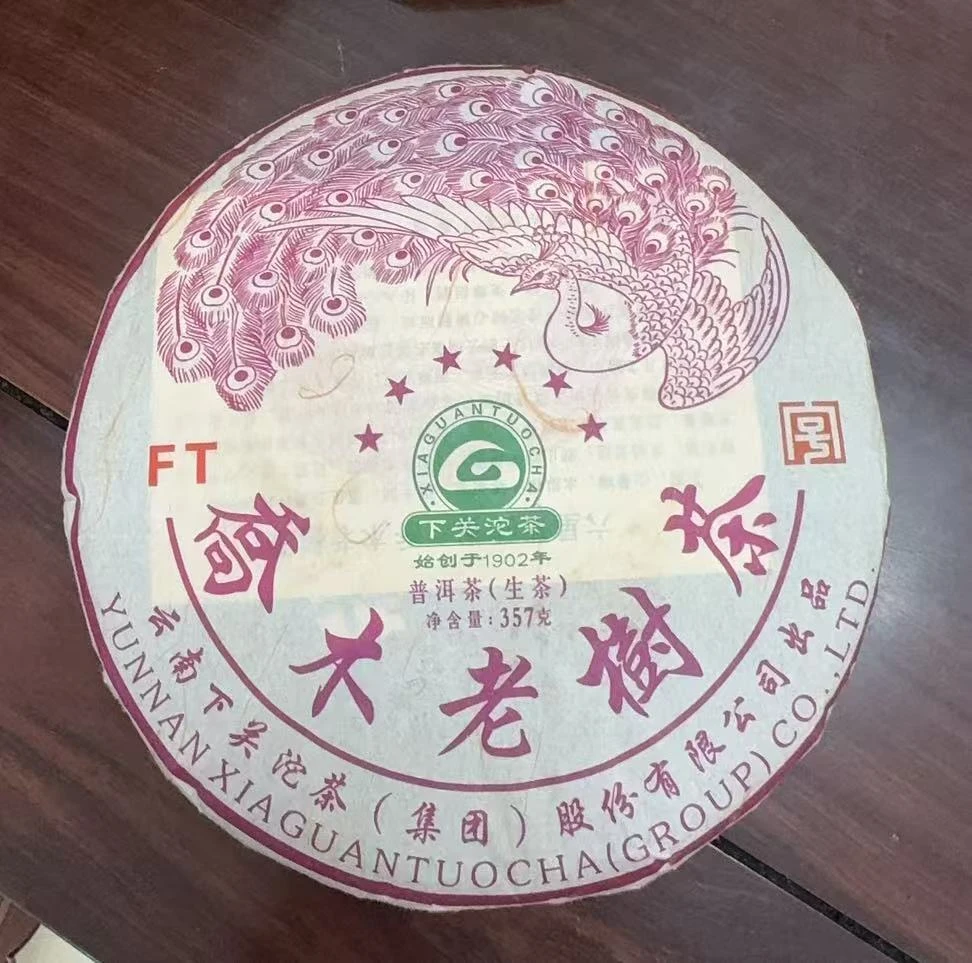 FT
号
·XIAGUANTUOCHA·
下关沱茶
始创于1902年
普洱茶(生茶)
净含量:357克
喬木老樹茶
云南下关沱茶(集团)股份有限公司出品
YUNNAN XIAGUANTUOCHA(GROUP) CO.,LTD.